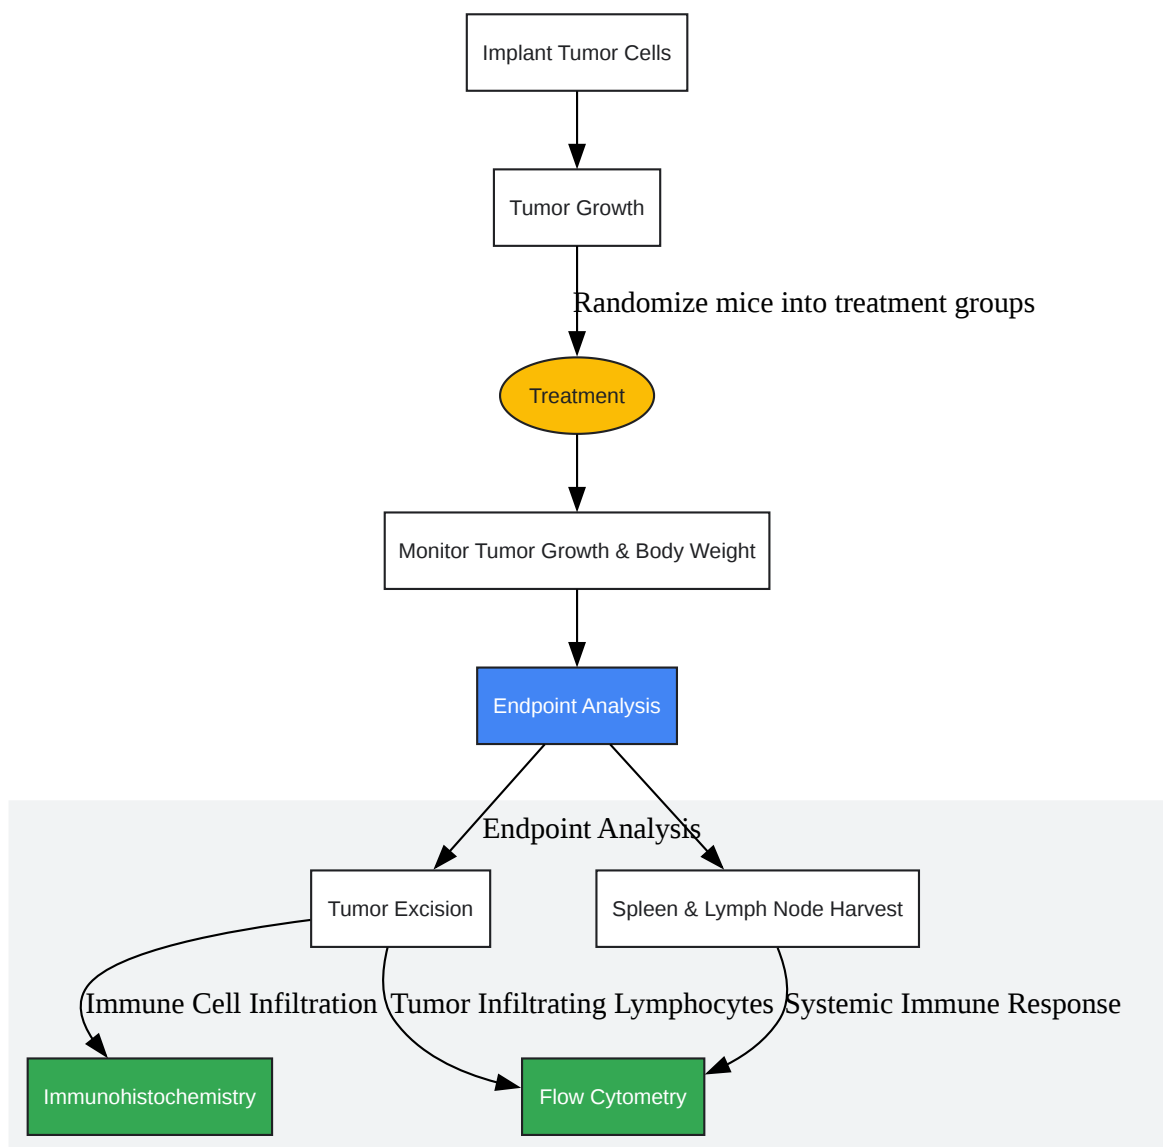 Implant Tumor Cells
Tumor Growth
Randomize mice into treatment groups
Treatment
Monitor Tumor Growth & Body Weight
Endpoint Analysis
Endpoint Analysis
Tumor Excision
Spleen & Lymph Node Harvest
Immune Cell Infiltration
Tumor Infiltrating Lymphocytes
Systemic Immune Response
Immunohistochemistry
Flow Cytometry